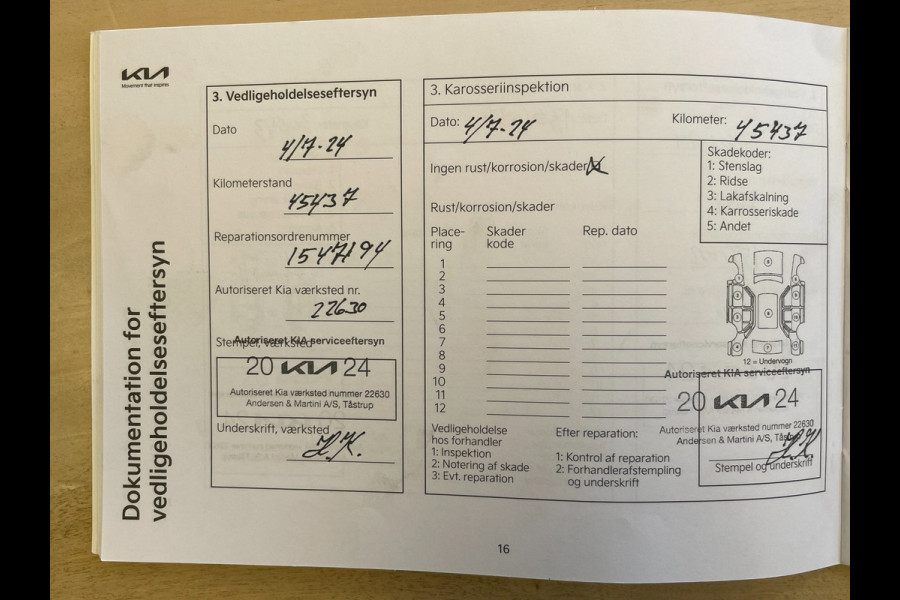 KIA
Movement that inspires
Dokumentation for
vedligeholdelseseftersyn
3. Vedligeholdelseseftersyn
Dato
4/7-24
Kilometerstand
45437
Reparationsordrenummer
1547194
Autoriseret Kia værksted nr.
22630
Stempel, værksted
Autoriseret KIA serviceeftersyn
20 KIA 24
Autoriseret Kia værksted nummer 22630
Andersen & Martini A/S, Tåstrup
Underskrift, værksted
H.K.
3. Karosseriinspektion
Dato: 4/7-24
Kilometer: 45437
Ingen rust/korrosion/skader
Skadekoder:
1: Stenslag
2: Ridse
3: Lakafskalning
4: Karrosseriskade
5: Andet
Rust/korrosion/skader
Place-
ring
Skader
kode
Rep. dato
1
2
3
4
5
6
7
8
9
10
11
12
12 = Undervogn
Autoriseret KIA serviceeftersyn
20 KIA 24
Autoriseret Kia værksted nummer 22630
Andersen & Martini A/S, Tåstrup
H.K.
Stempel og underskrift
Vedligeholdelse
hos forhandler
1: Inspektion
2: Notering af skade
3: Evt. reparation
Efter reparation:
1: Kontrol af reparation
2: Forhandlerafstempling
og underskrift
16